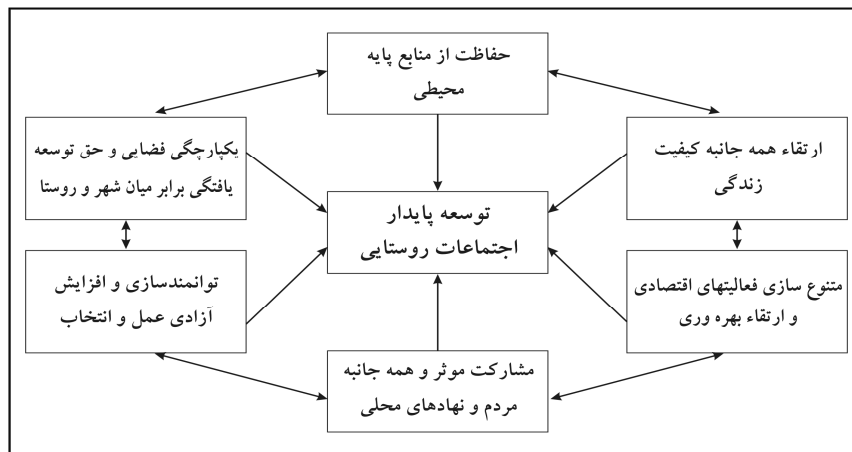 حفاظت از منابع پایه
محیطی
ارتقاء همه جانبه کیفیت
زندگی
یکپارچگی فضایی و حق توسعه
یافتگی برابر میان شهر و روستا
توسعه پایدار
اجتماعات روستایی
متنوع سازی فعالیتهای اقتصادی
و ارتقاء بهره وری
توانمندسازی و افزایش
آزادی عمل و انتخاب
مشارکت موثر و همه جانبه
مردم و نهادهای محلی